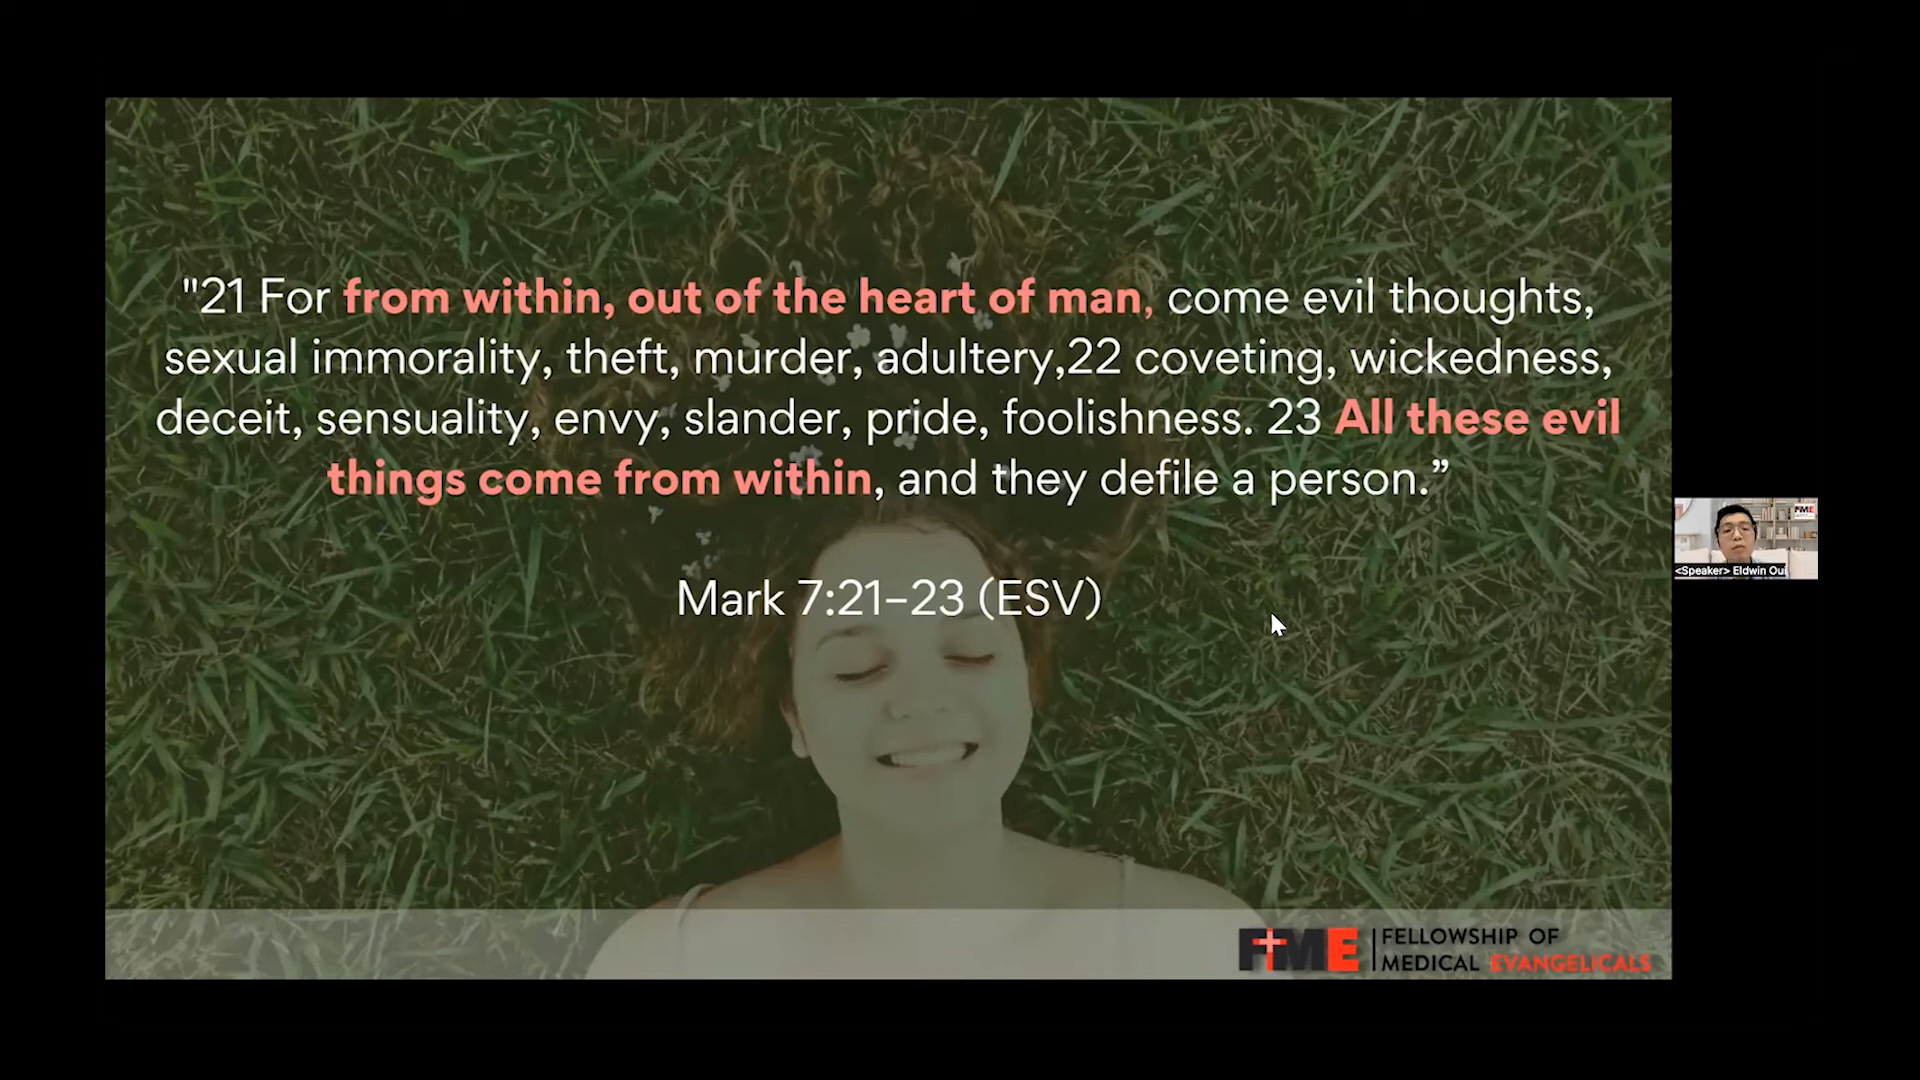 "21 For from within, out of the heart of man, come evil thoughts,
sexual immorality, theft, murder, adultery,22 coveting, wickedness,
deceit, sensuality, envy, slander, pride, foolishness. 23 All these evil
things come from within, and they defile a person.”
Mark 7:21–23 (ESV)
FME
<Speaker> Eldwin Oui
FME
FELLOWSHIP OF
MEDICAL EVANGELICALS